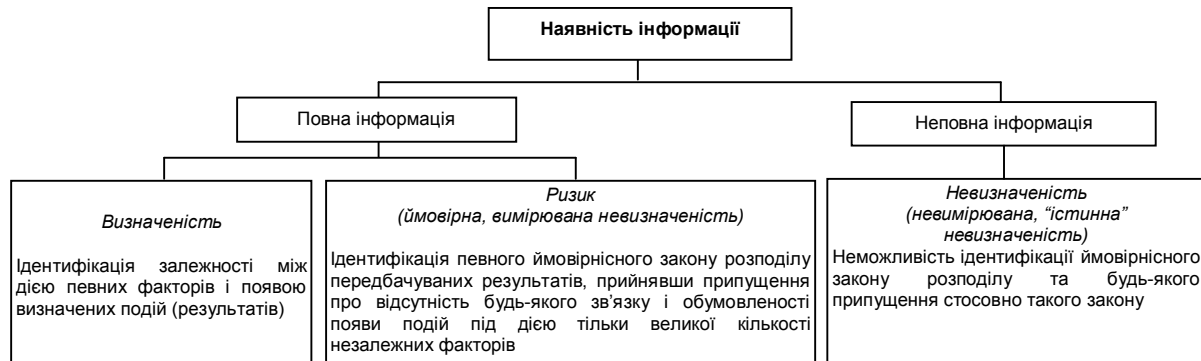 Наявність інформації
Повна інформація
Неповна інформація
Визначеність
Ідентифікація залежності між
дією певних факторів і появою
визначених подій (результатів)
Ризик
(ймовірна, вимірювана невизначеність)
Ідентифікація певного ймовірнісного закону розподілу
передбачуваних результатів, прийнявши припущення
про відсутність будь-якого зв’язку і обумовленості
появи подій під дією тільки великої кількості
незалежних факторів
Невизначеність
(невимірювана, “істинна”
невизначеність)
Неможливість ідентифікації ймовірнісного
закону розподілу та будь-якого
припущення стосовно такого закону